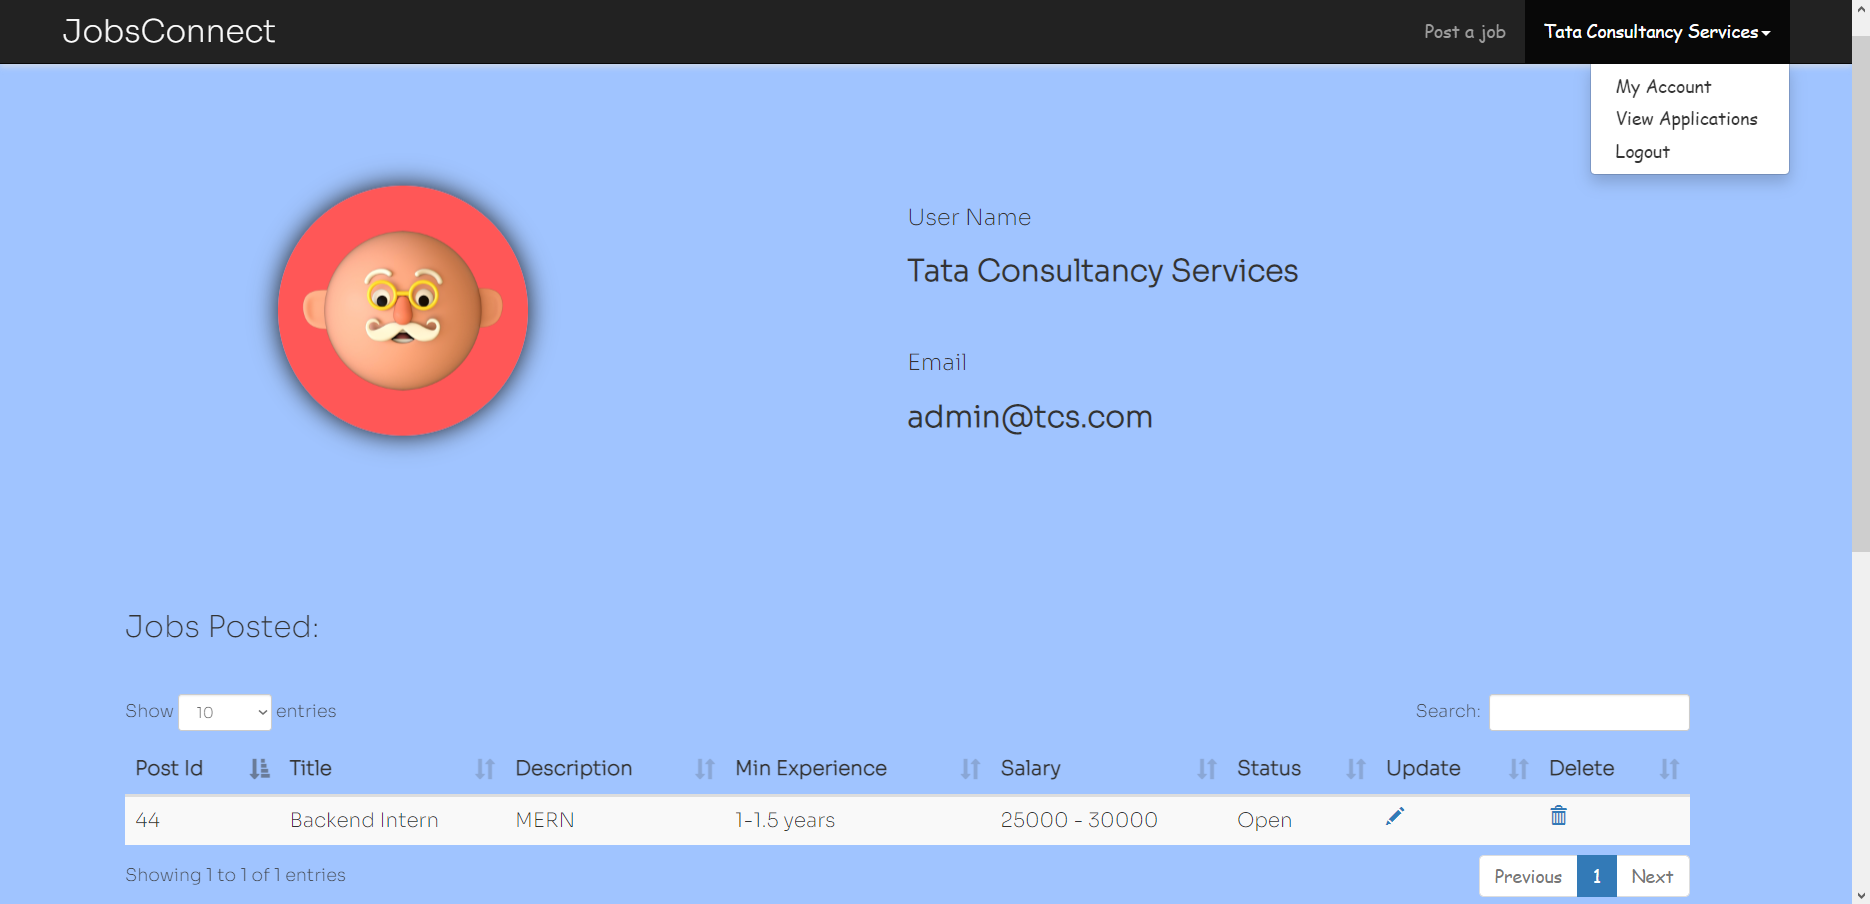 JobsConnect
Post a job
Tata Consultancy Services
My Account
View Applications
Logout
User Name
Tata Consultancy Services
Email
admin@tcs.com
Jobs Posted:
Show 10 entries
Search:
Post Id Title Description Min Experience Salary Status Update Delete
44 Backend Intern MERN 1-1.5 years 25000 - 30000 Open
Showing 1 to 1 of 1 entries
Previous 1 Next